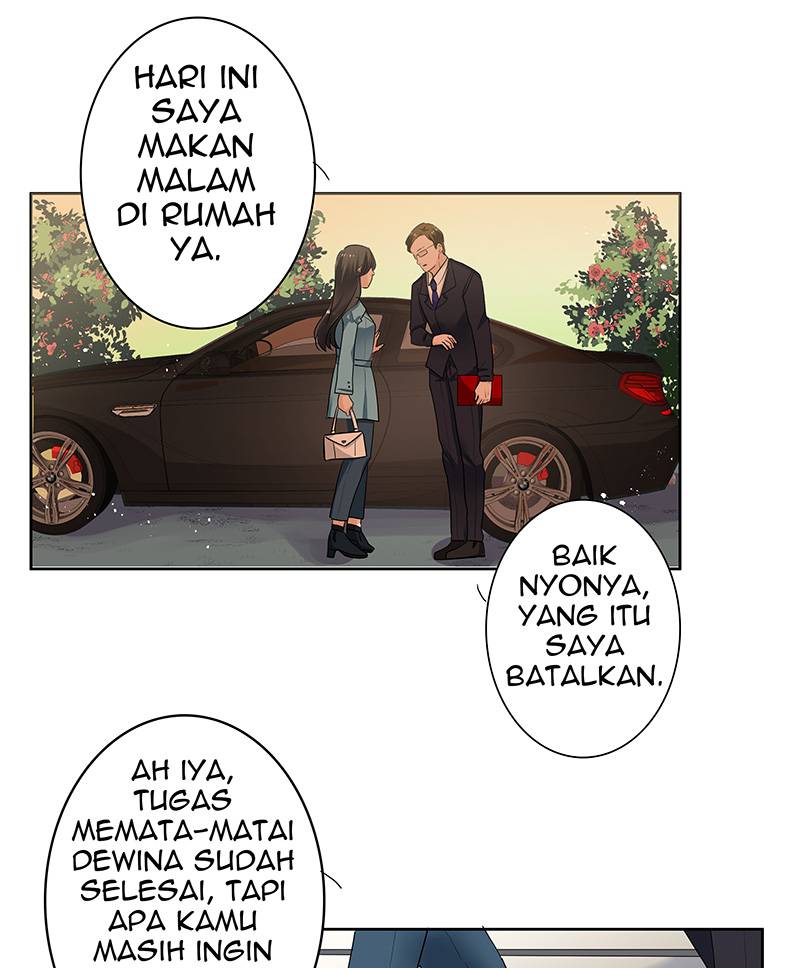 HARI INI
SAYA
MAKAN
MALAM
DI RUMAH
YA.
BAIK
NYONYA,
YANG ITU
SAYA
BATALKAN.
AH IYA,
TUGAS
MEMATA-MATAI
DEWINA SUDAH
SELESAI, TAPI
APA KAMU
MASIH INGIN